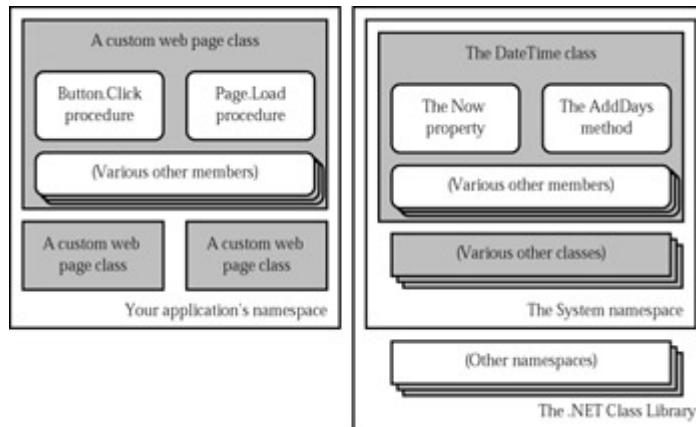 A custom web page class
Button.Click
procedure
Page.Load
procedure
(Various other members)
A custom web
page class
A custom web
page class
Your application's namespace
The DateTime class
The Now
property
The AddDays
method
(Various other members)
(Various other classes)
The System namespace
(Other namespaces)
The .NET Class Library